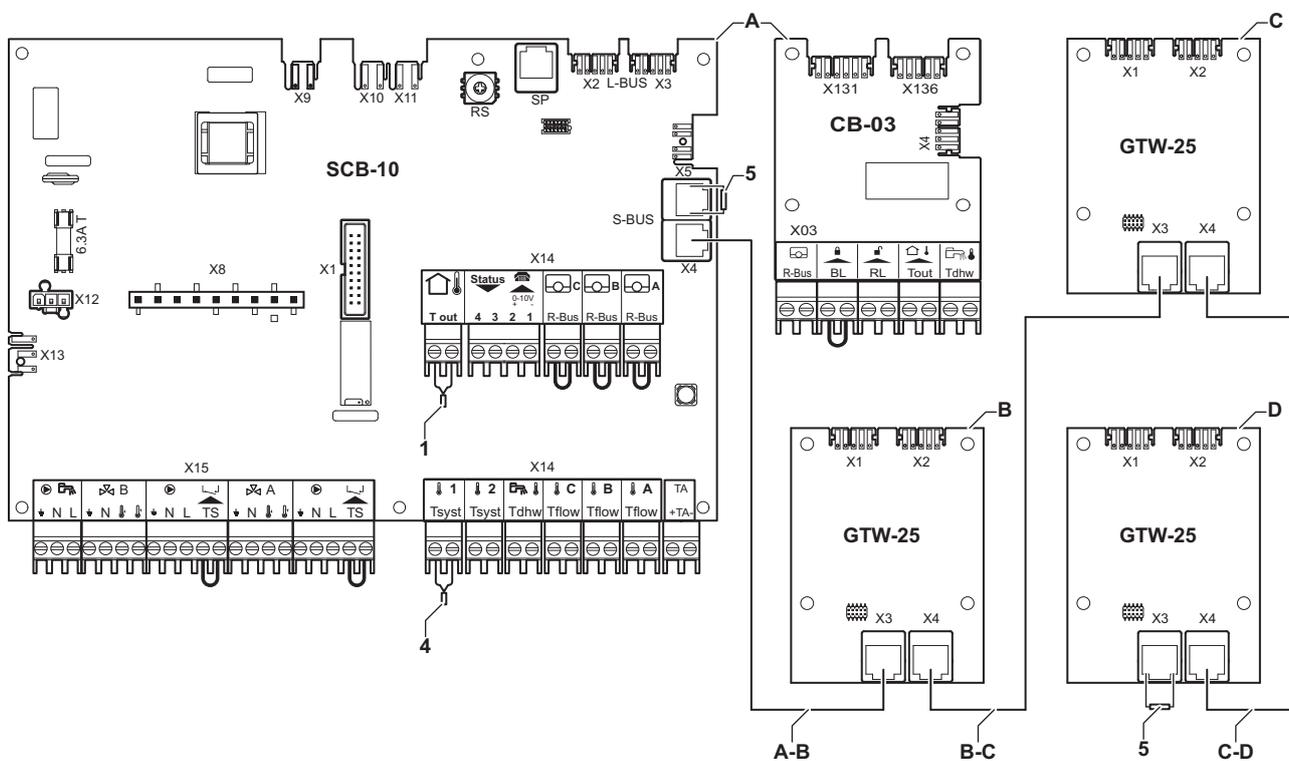 A
C
X9
X10
X11
RS
SP
X2
L-BUS
X3
X131
X136
X1
X2
SCB-10
CB-03
GTW-25
X4
X5
5
S-BUS
X4
6.3A T
X12
X13
X8
X1
X03
R-Bus BL RL Tout Tdhw
X3 X4
X14
Status C B A
0-10V
+ -
T out 4 3 2 1 R-Bus R-Bus R-Bus
1
B
D
X1 X2
X1 X2
GTW-25
GTW-25
X3 X4
X3 X4
X15
B A
N L N N L TS N N L TS
X14
1 2 C B A TA
Tsyst Tsyst Tdhw Tflow Tflow Tflow +TA-
4
A-B
B-C
5
C-D